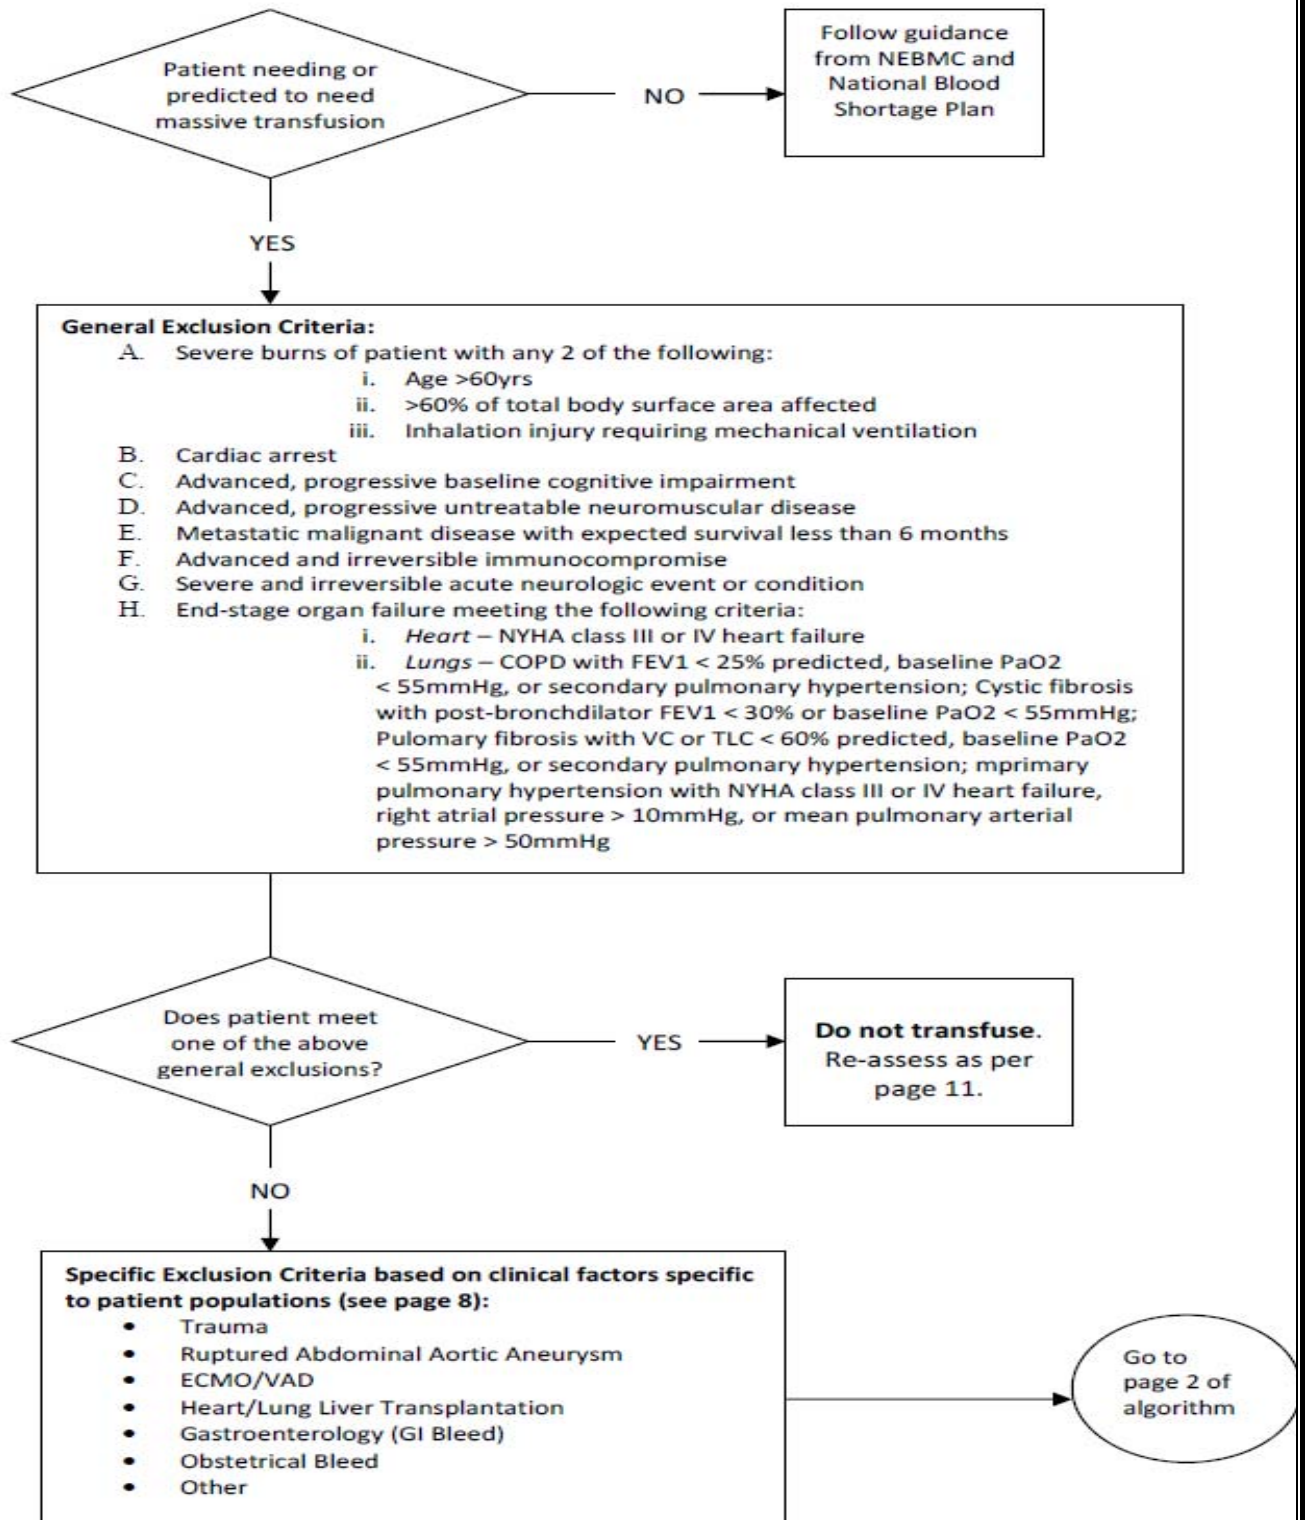 Patient needing or
predicted to need
massive transfusion
NO
Follow guidance
from NEBMC and
National Blood
Shortage Plan
YES
General Exclusion Criteria:
A. Severe burns of patient with any 2 of the following:
i. Age >60yrs
ii. >60% of total body surface area affected
iii. Inhalation injury requiring mechanical ventilation
B. Cardiac arrest
C. Advanced, progressive baseline cognitive impairment
D. Advanced, progressive untreatable neuromuscular disease
E. Metastatic malignant disease with expected survival less than 6 months
F. Advanced and irreversible immunocompromise
G. Severe and irreversible acute neurologic event or condition
H. End-stage organ failure meeting the following criteria:
i. Heart – NYHA class III or IV heart failure
ii. Lungs – COPD with FEV1 < 25% predicted, baseline PaO2
< 55mmHg, or secondary pulmonary hypertension; Cystic fibrosis
with post-bronchdilator FEV1 < 30% or baseline PaO2 < 55mmHg;
Pulomary fibrosis with VC or TLC < 60% predicted, baseline PaO2
< 55mmHg, or secondary pulmonary hypertension; mprimary
pulmonary hypertension with NYHA class III or IV heart failure,
right atrial pressure > 10mmHg, or mean pulmonary arterial
pressure > 50mmHg
Does patient meet
one of the above
general exclusions?
YES
Do not transfuse.
Re-assess as per
page 11.
NO
Specific Exclusion Criteria based on clinical factors specific
to patient populations (see page 8):
• Trauma
• Ruptured Abdominal Aortic Aneurysm
• ECMO/VAD
• Heart/Lung Liver Transplantation
• Gastroenterology (GI Bleed)
• Obstetrical Bleed
• Other
Go to
page 2 of
algorithm